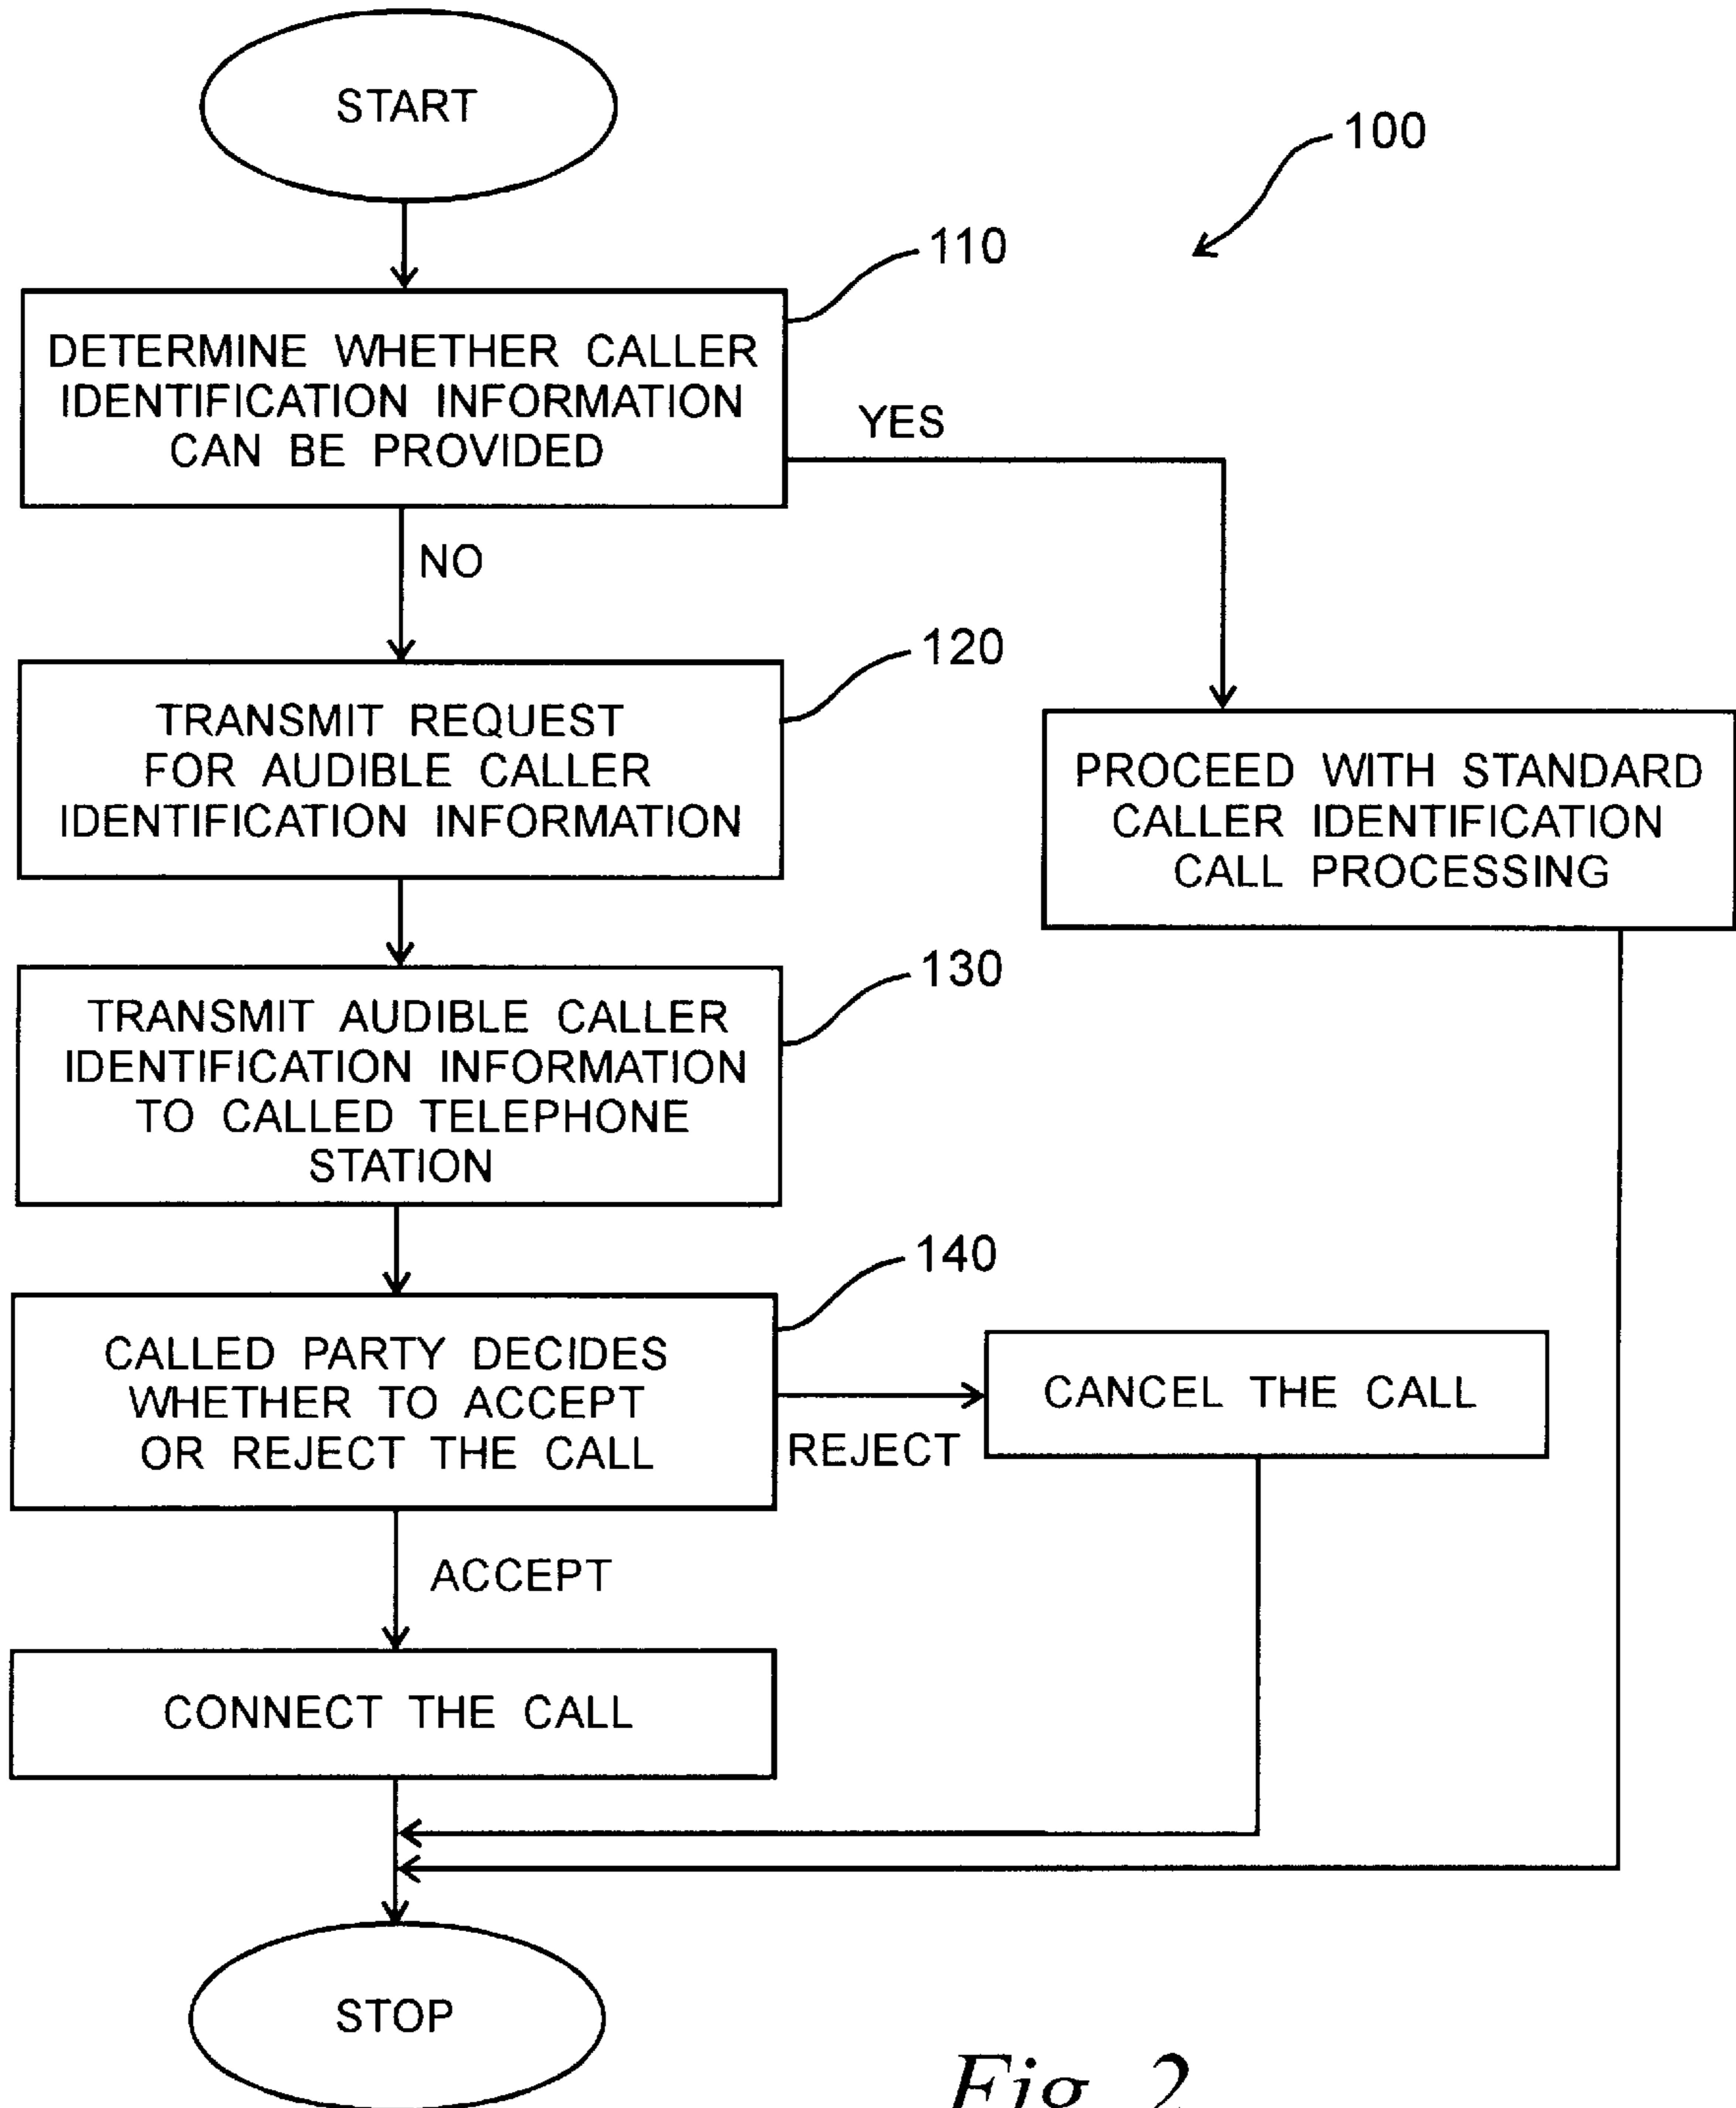 START
100
110
DETERMINE WHETHER CALLER
IDENTIFICATION INFORMATION
CAN BE PROVIDED
YES
NO
120
TRANSMIT REQUEST
FOR AUDIBLE CALLER
IDENTIFICATION INFORMATION
PROCEED WITH STANDARD
CALLER IDENTIFICATION
CALL PROCESSING
130
TRANSMIT AUDIBLE CALLER
IDENTIFICATION INFORMATION
TO CALLED TELEPHONE
STATION
140
CALLED PARTY DECIDES
WHETHER TO ACCEPT
OR REJECT THE CALL
REJECT
CANCEL THE CALL
ACCEPT
CONNECT THE CALL
STOP
Fig. 2